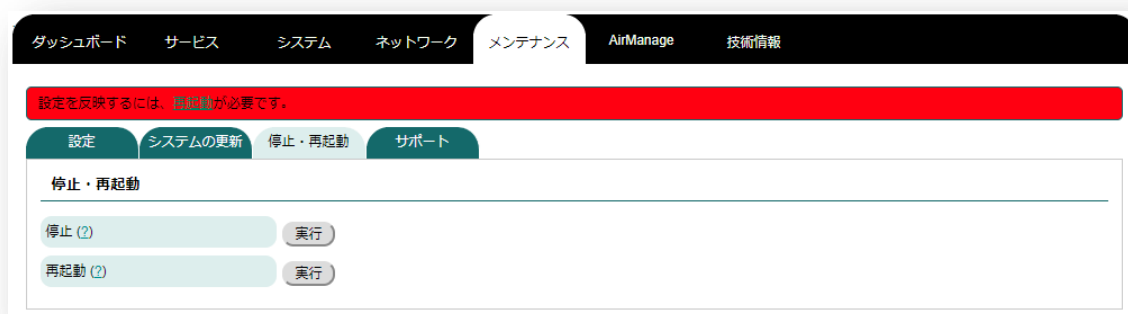 ダッシュボード サービス システム ネットワーク メンテナンス AirManage 技術情報
設定を反映するには、再起動が必要です。
設定 システムの更新 停止・再起動 サポート
停止・再起動
停止 (?) 実行
再起動 (?) 実行